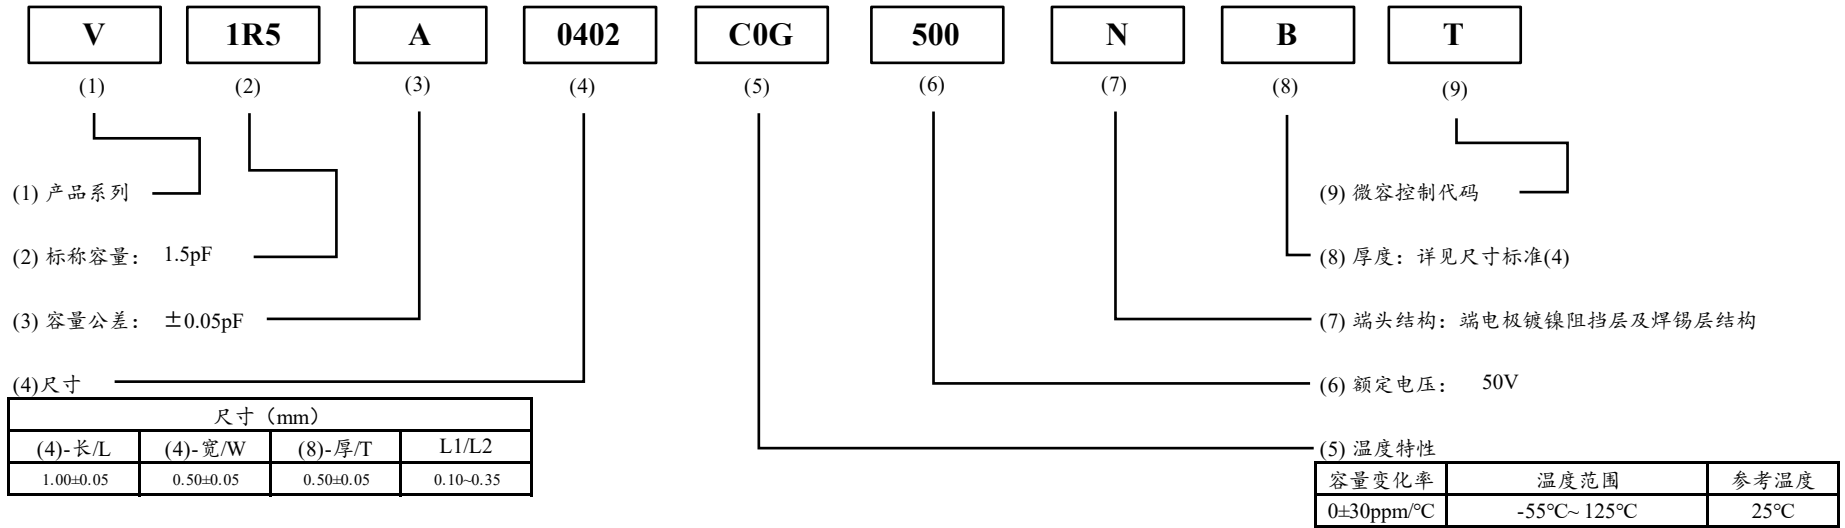 V 1R5 A 0402 C0G 500 N B T
(1) (2) (3) (4) (5) (6) (7) (8) (9)
(1) 产品系列
(9) 微容控制代码
(2) 标称容量： 1.5pF
(8) 厚度：详见尺寸标准(4)
(3) 容量公差： ±0.05pF
(7) 端头结构：端电极镀镍阻挡层及焊锡层结构
(4)尺寸
(6) 额定电压： 50V
尺寸（mm）
(4)-长/L (4)-宽/W (8)-厚/T L1/L2
1.00±0.05 0.50±0.05 0.50±0.05 0.10~0.35
(5) 温度特性
容量变化率 温度范围 参考温度
0±30ppm/℃ -55℃~ 125℃ 25℃